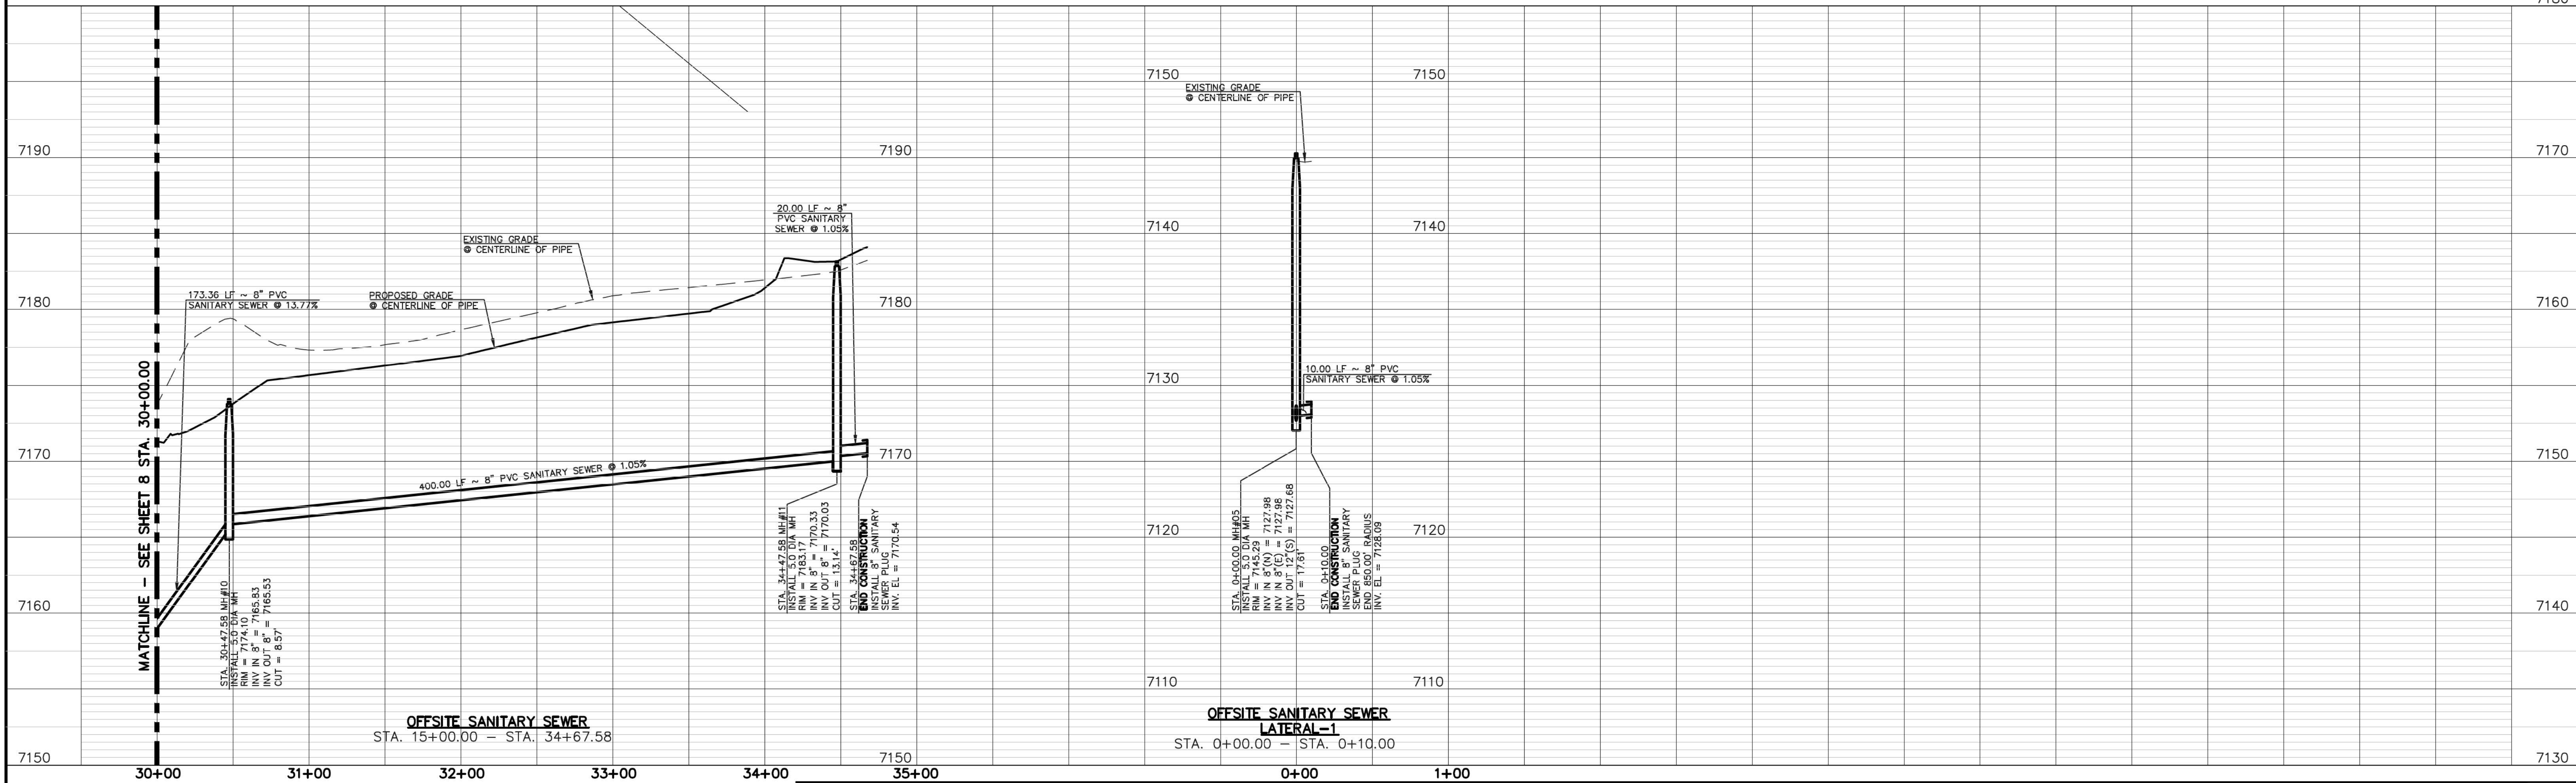 7180
7190
7180
7170
7160
7150
MATCHLINE - SEE SHEET 8 STA. 30+00.00
173.36 LF ~ 8" PVC
SANITARY SEWER @ 13.77%
PROPOSED GRADE
@ CENTERLINE OF PIPE
EXISTING GRADE
@ CENTERLINE OF PIPE
20.00 LF ~ 8"
PVC SANITARY
SEWER @ 1.05%
400.00 LF ~ 8" PVC SANITARY SEWER @ 1.05%
STA. 30+47.58 MH#10
INSTALL 5.0 DIA MH
RIM = 7174.10
INV IN 8" = 7165.83
INV OUT 8" = 7165.53
CUT = 8.57'
STA. 34+47.58 MH#11
INSTALL 5.0 DIA MH
RIM = 7183.17
INV IN 8" = 7170.33
INV OUT 8" = 7170.03
CUT = 13.14'
STA. 34+67.58
END CONSTRUCTION
INSTALL 8" SANITARY
SEWER PLUG
INV. EL = 7170.54
7190
7180
7170
7150
OFFSITE SANITARY SEWER
STA. 15+00.00 - STA. 34+67.58
30+00
31+00
32+00
33+00
34+00
35+00
7150
7140
7130
7120
7110
EXISTING GRADE
@ CENTERLINE OF PIPE
10.00 LF ~ 8" PVC
SANITARY SEWER @ 1.05%
STA. 0+00.00 MH#05
INSTALL 5.0 DIA MH
RIM = 7145.29
INV IN 8"(N) = 7127.98
INV IN 8"(E) = 7127.98
INV OUT 12"(S) = 7127.68
CUT = 17.61'
STA. 0+10.00
END CONSTRUCTION
INSTALL 8" SANITARY
SEWER PLUG
END 850.00' RADIUS
INV. EL = 7128.09
7150
7140
7120
7110
OFFSITE SANITARY SEWER
LATERAL-1
STA. 0+00.00 - STA. 0+10.00
0+00
1+00
7170
7160
7150
7140
7130